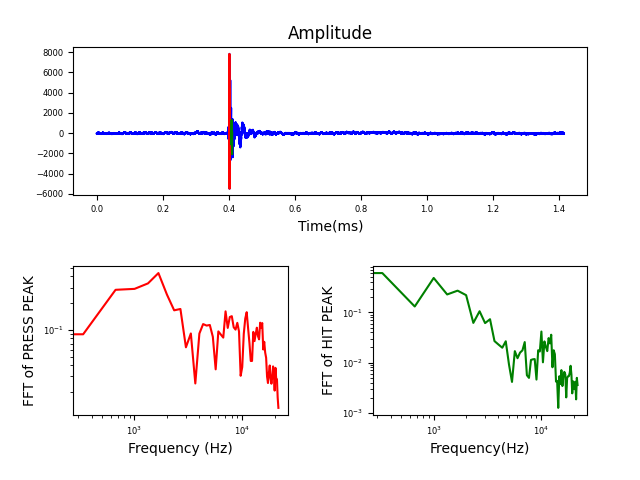 Amplitude
8000
6000
4000
2000
0
−2000
−4000
−6000
0.0 0.2 0.4 0.6 0.8 1.0 1.2 1.4
Time(ms)
FFT of PRESS PEAK
10⁻¹
10³ 10⁴
Frequency (Hz)
FFT of HIT PEAK
10⁻¹
10⁻²
10⁻³
10³ 10⁴
Frequency(Hz)